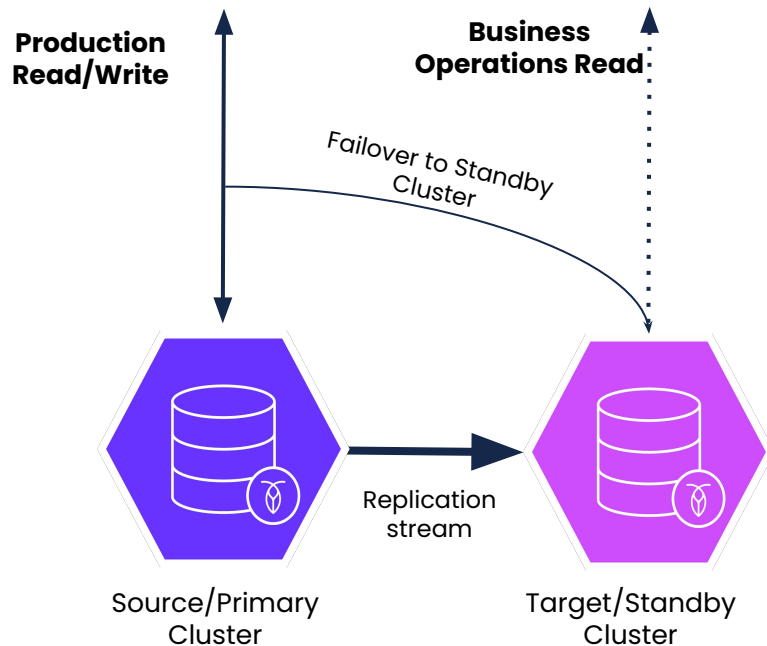 Production
Read/Write
Business
Operations Read
Failover to Standby
Cluster
Replication
stream
Source/Primary
Cluster
Target/Standby
Cluster